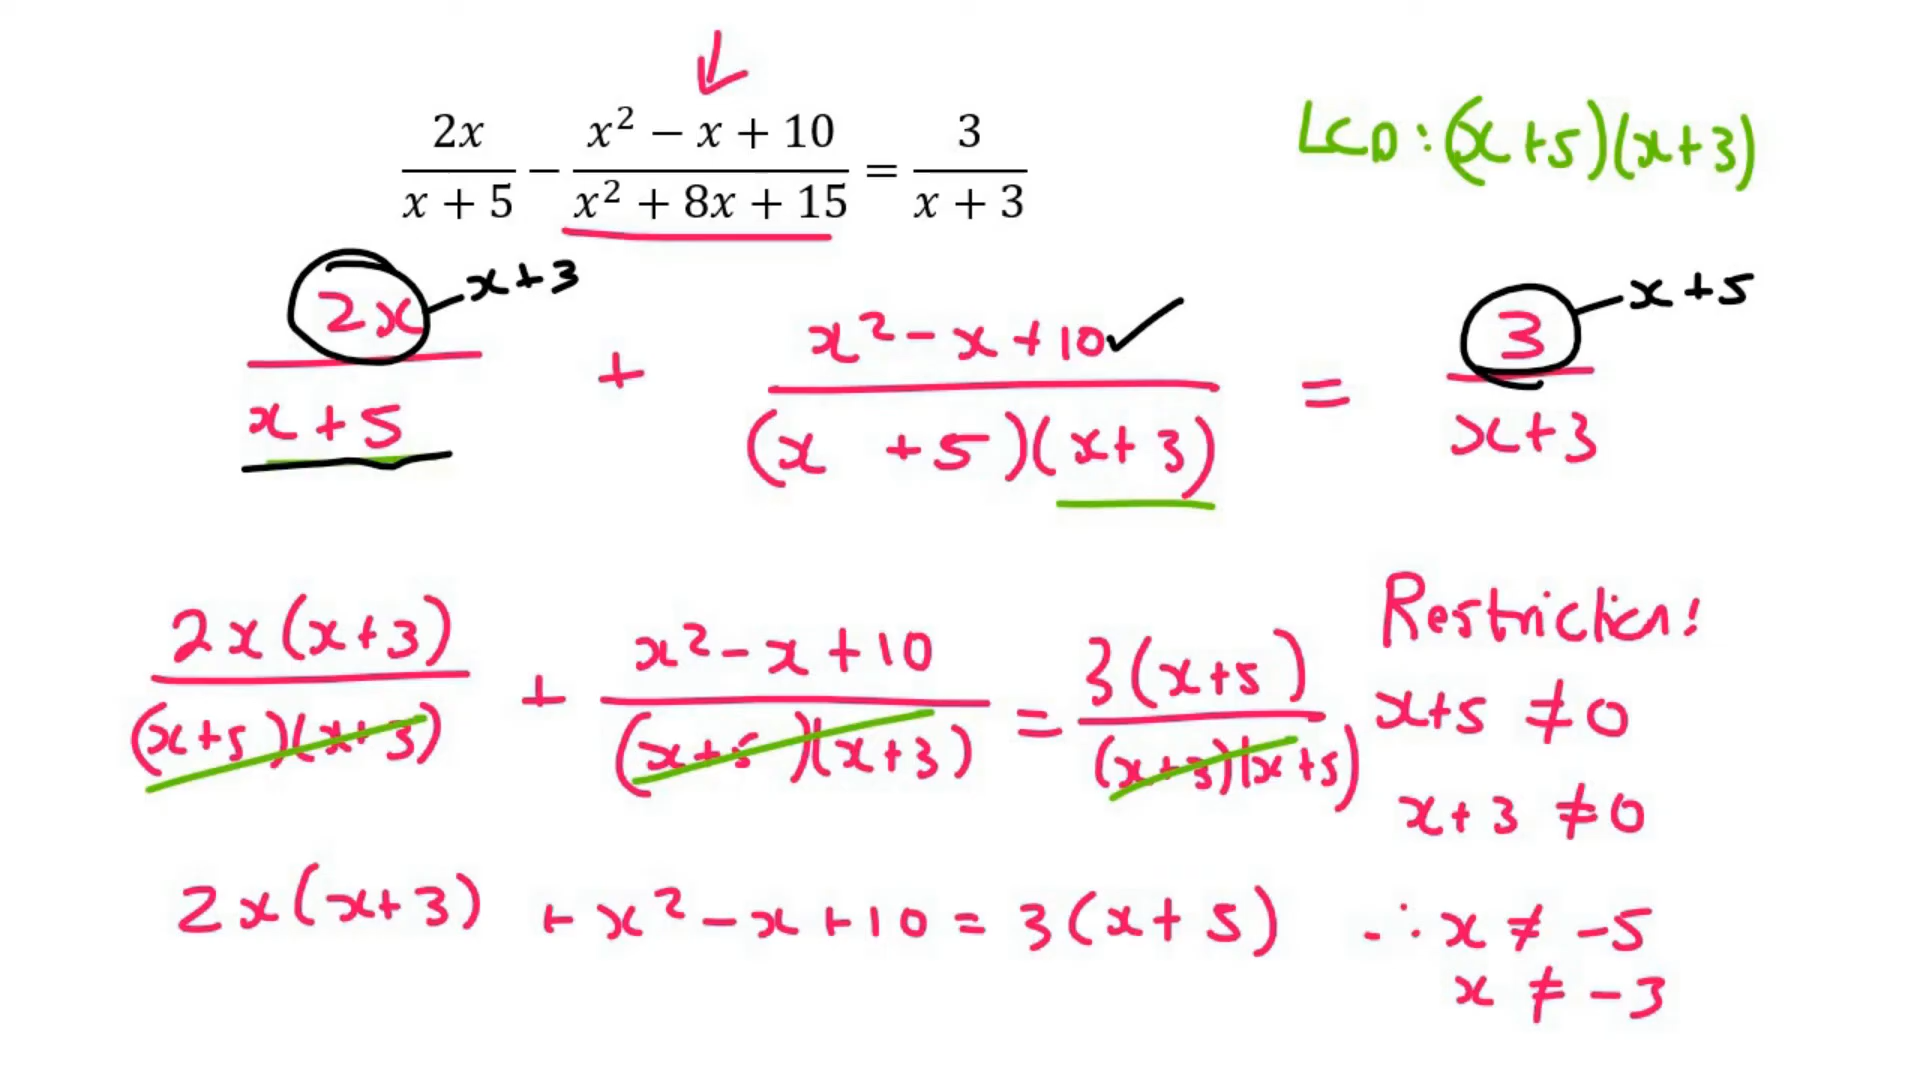 2x/(x + 5) − (x² − x + 10)/(x² + 8x + 15) = 3/(x + 3)
LCD : (x+5)(x+3)
2x x+3 / x+5 + x² − x + 10 ✓ / (x +5)(x+3) = 3 x+5 / x+3
2x(x+3)/(x+5)(x+3) + x² − x + 10/(x+5)(x+3) = 3(x+5)/(x+3)(x+5)
2x(x+3) + x² − x + 10 = 3(x + 5)
Restriction!
x+5 ≠ 0
x+3 ≠ 0
∴ x ≠ −5
x ≠ −3